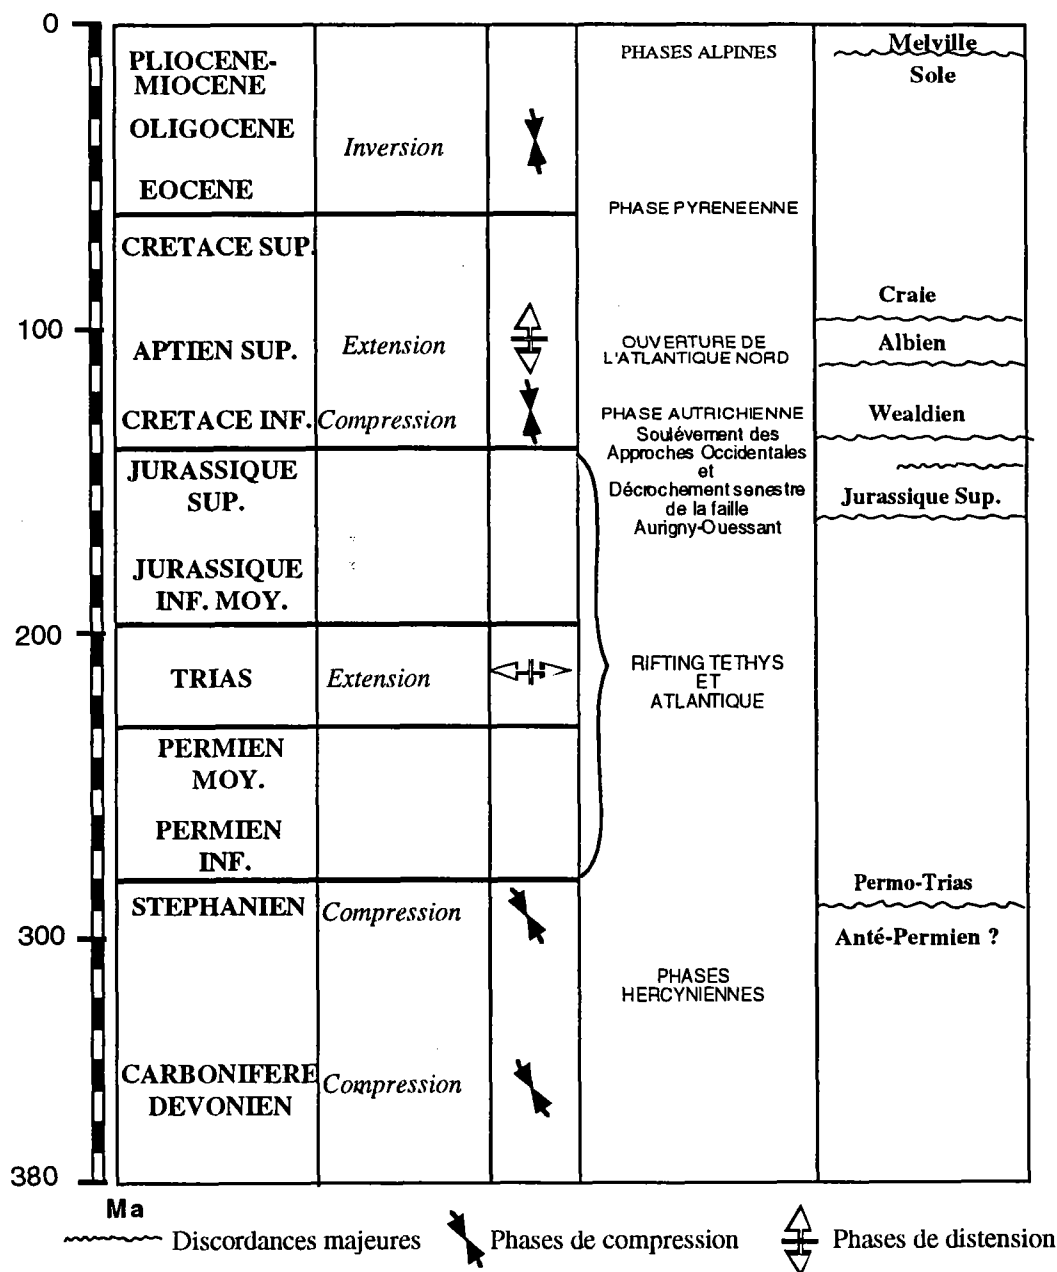 0
PLIOCENE-
MIOCENE
OLIGOCENE
Inversion
EOCENE
PHASES ALPINES
Melville
Sole
PHASE PYRENEENNE
CRETACE SUP.
100
APTIEN SUP.
Extension
OUVERTURE DE
L'ATLANTIQUE NORD
Craie
Albien
CRETACE INF.
Compression
PHASE AUTRICHIENNE
Soulévement des
Approches Occidentales
et
Décrochement senestre
de la faille
Aurigny-Ouessant
Wealdien
Jurassique Sup.
JURASSIQUE
SUP.
JURASSIQUE
INF. MOY.
200
TRIAS
Extension
RIFTING TETHYS
ET
ATLANTIQUE
PERMIEN
MOY.
PERMIEN
INF.
Permo-Trias
STEPHANIEN
Compression
300
Anté-Permien ?
PHASES
HERCYNIENNES
CARBONIFERE
DEVONIEN
Compression
380
Ma
Discordances majeures
Phases de compression
Phases de distension